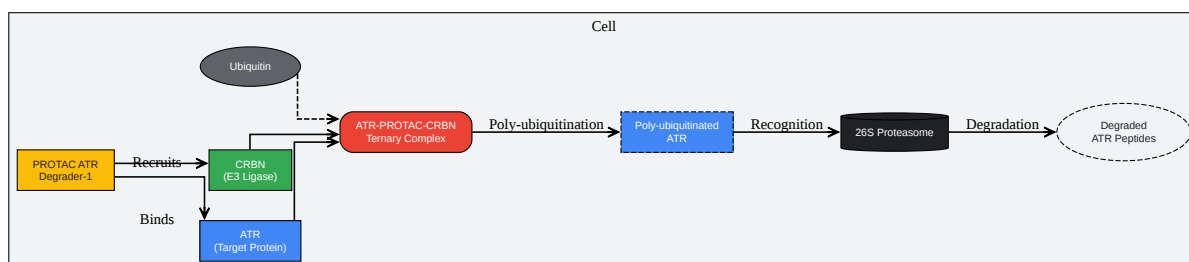 Cell
Ubiquitin
ATR-PROTAC-CRBN
Ternary Complex
Poly-ubiquitination
Poly-ubiquitinated
ATR
Recognition
26S Proteasome
Degradation
Degraded
ATR Peptides
PROTAC ATR
Degrader-1
Recruits
CRBN
(E3 Ligase)
Binds
ATR
(Target Protein)